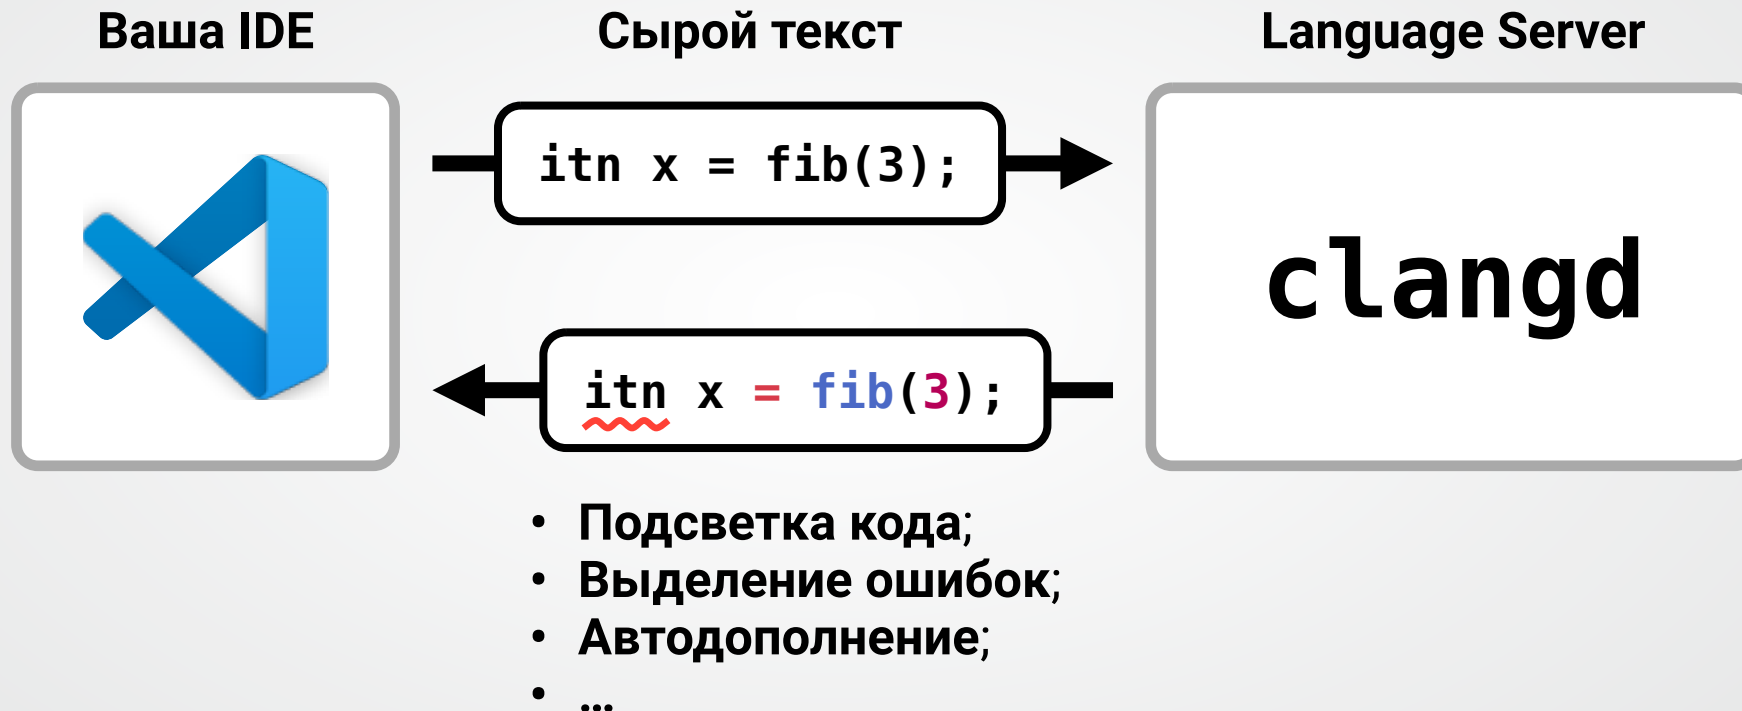 Ваша IDE
Сырой текст
Language Server
itn x = fib(3);
clangd
itn x = fib(3);
• Подсветка кода;
• Выделение ошибок;
• Автодополнение;
• ...